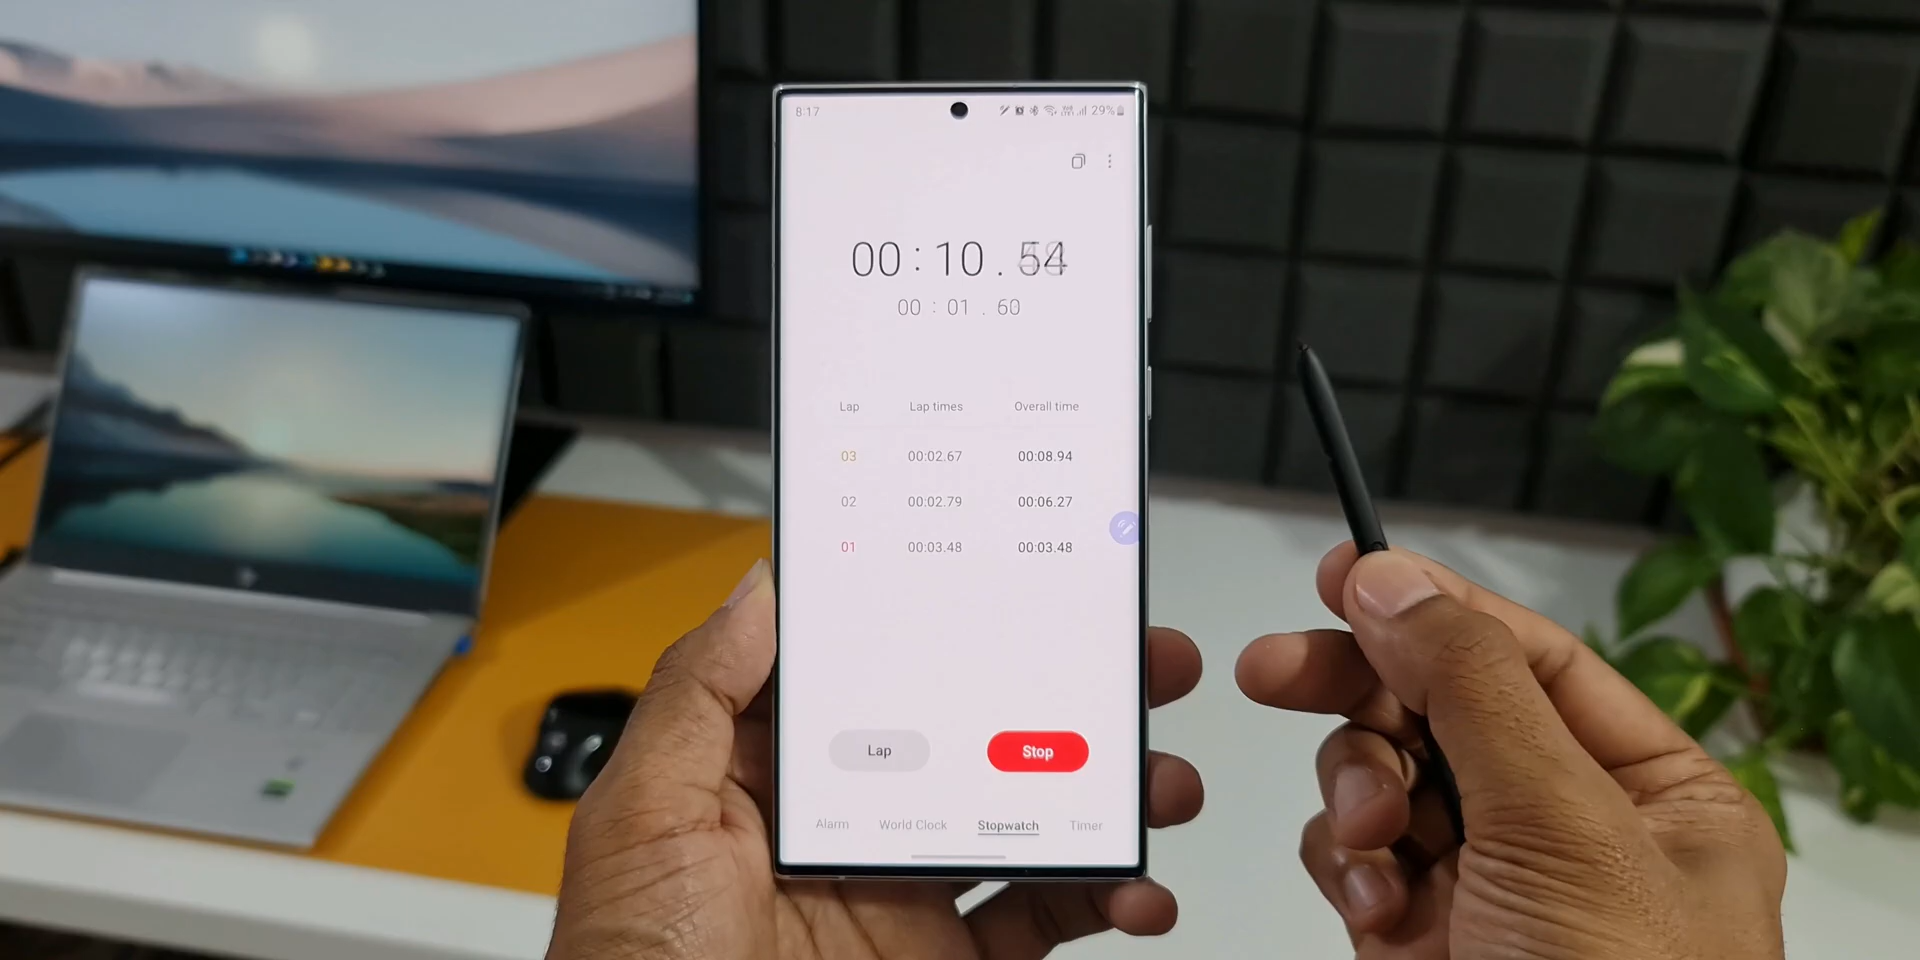 8:17 29%
00 : 10 . 54
00 : 01 . 60
Lap Lap times Overall time
03 00:02.67 00:08.94
02 00:02.79 00:06.27
01 00:03.48 00:03.48
Lap Stop
Alarm World Clock Stopwatch Timer